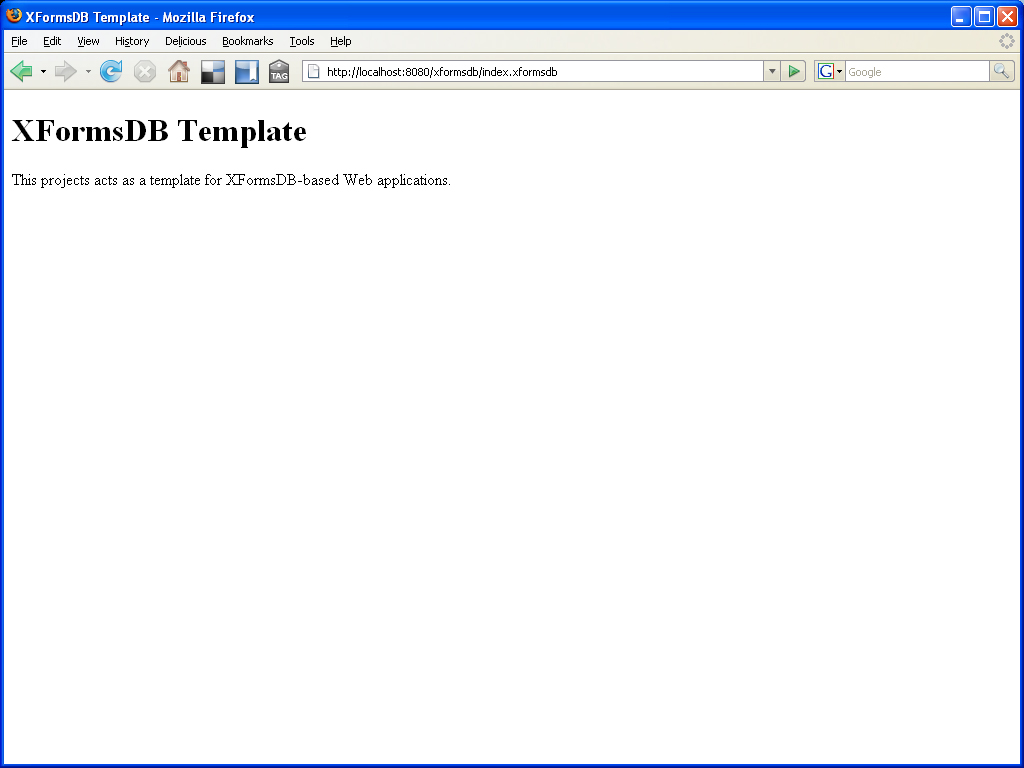 XFormsDB Template - Mozilla Firefox
File Edit View History Delicious Bookmarks Tools Help
TAG http://localhost:8080/xformsdb/index.xformsdb G Google
XFormsDB Template
This projects acts as a template for XFormsDB-based Web applications.